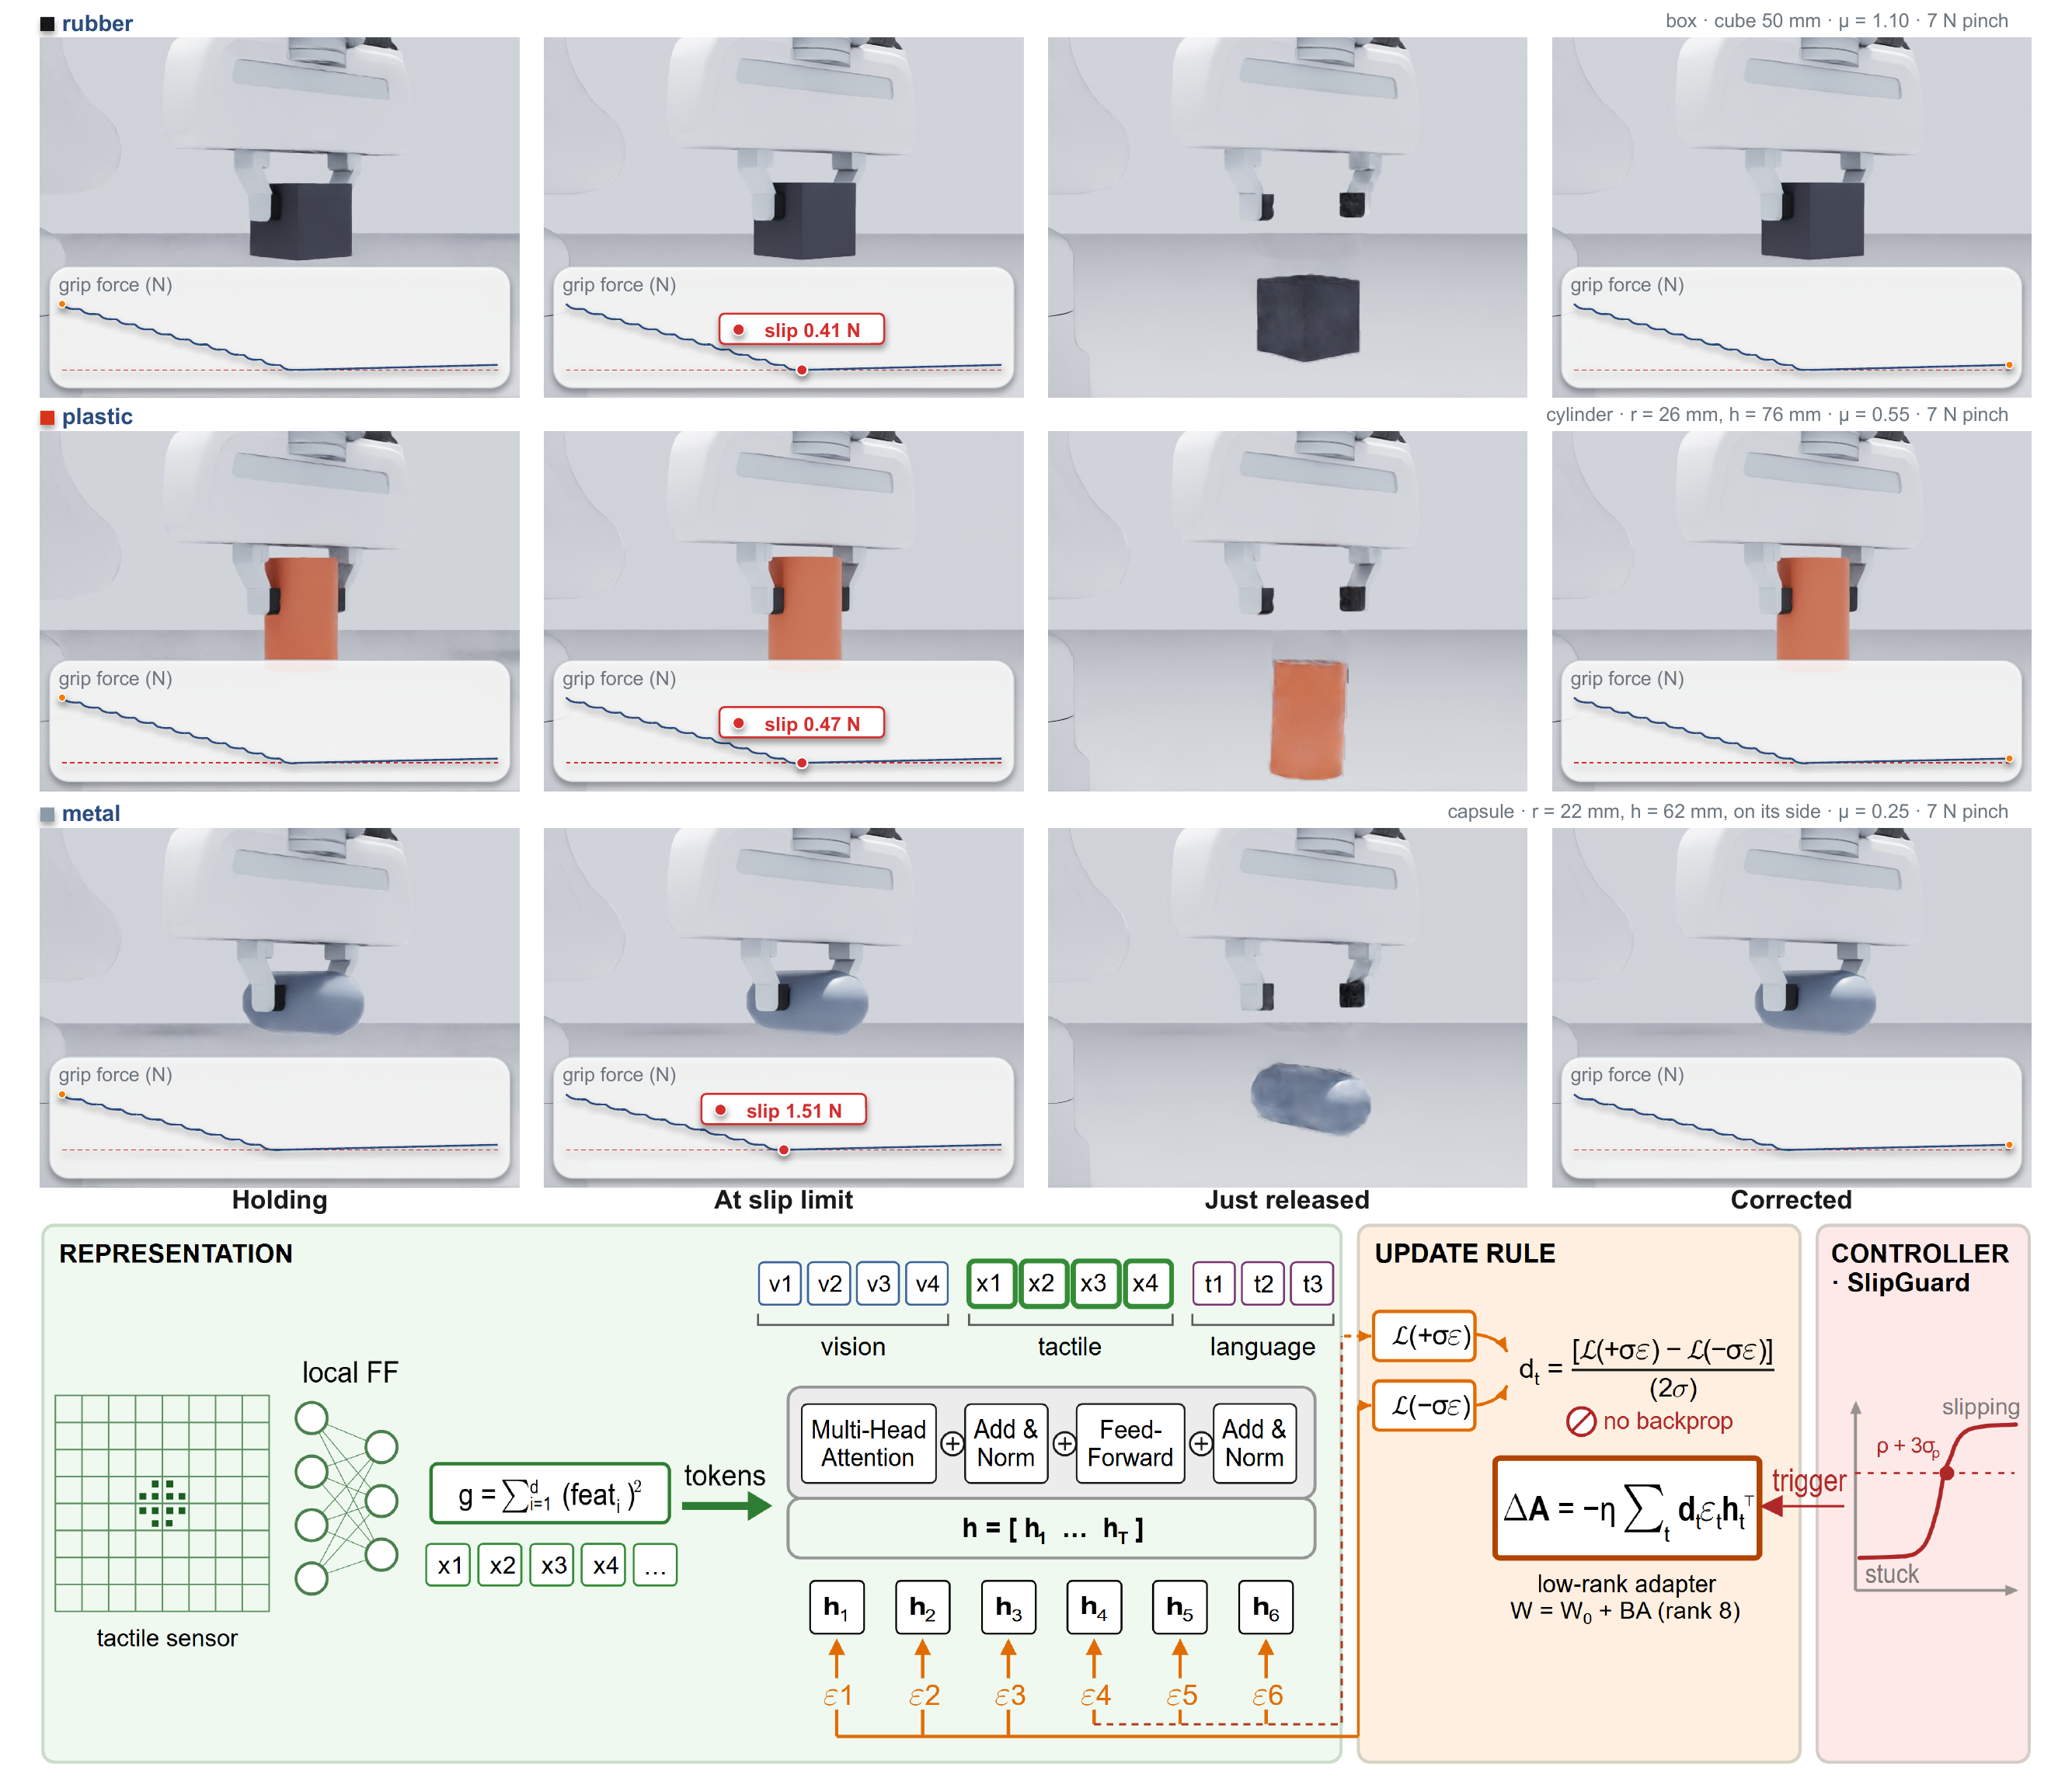 rubber
box · cube 50 mm · μ = 1.10 · 7 N pinch
grip force (N)
grip force (N)
slip 0.41 N
grip force (N)
plastic
cylinder · r = 26 mm, h = 76 mm · μ = 0.55 · 7 N pinch
grip force (N)
grip force (N)
slip 0.47 N
grip force (N)
metal
capsule · r = 22 mm, h = 62 mm, on its side · μ = 0.25 · 7 N pinch
grip force (N)
grip force (N)
slip 1.51 N
grip force (N)
Holding
At slip limit
Just released
Corrected
REPRESENTATION
v1 v2 v3 v4
x1 x2 x3 x4
t1 t2 t3
vision
tactile
language
local FF
tactile sensor
g = ∑ᵈᵢ₌₁ (featᵢ)²
x1 x2 x3 x4 ...
tokens
Multi-Head
Attention
+
Add &
Norm
+
Feed-
Forward
+
Add &
Norm
h = [ h₁ ... h_T ]
h₁ h₂ h₃ h₄ h₅ h₆
ε1 ε2 ε3 ε4 ε5 ε6
UPDATE RULE
ℒ(+σε)
ℒ(−σε)
dₜ = [ℒ(+σε) − ℒ(−σε)] / (2σ)
no backprop
ΔA = −η ∑ₜ dₜεₜhₜ⊤
low-rank adapter
W = W₀ + BA (rank 8)
CONTROLLER
· SlipGuard
slipping
ρ + 3σ_ρ
trigger
stuck